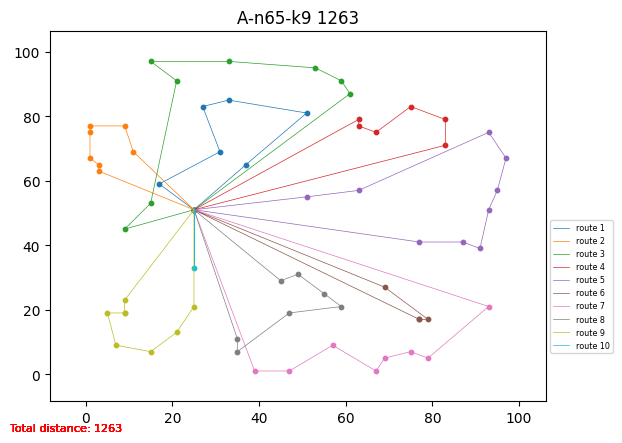 A-n65-k9 1263
100
80
60
40
20
0
0 20 40 60 80 100
route 1
route 2
route 3
route 4
route 5
route 6
route 7
route 8
route 9
route 10
Total distance: 1263